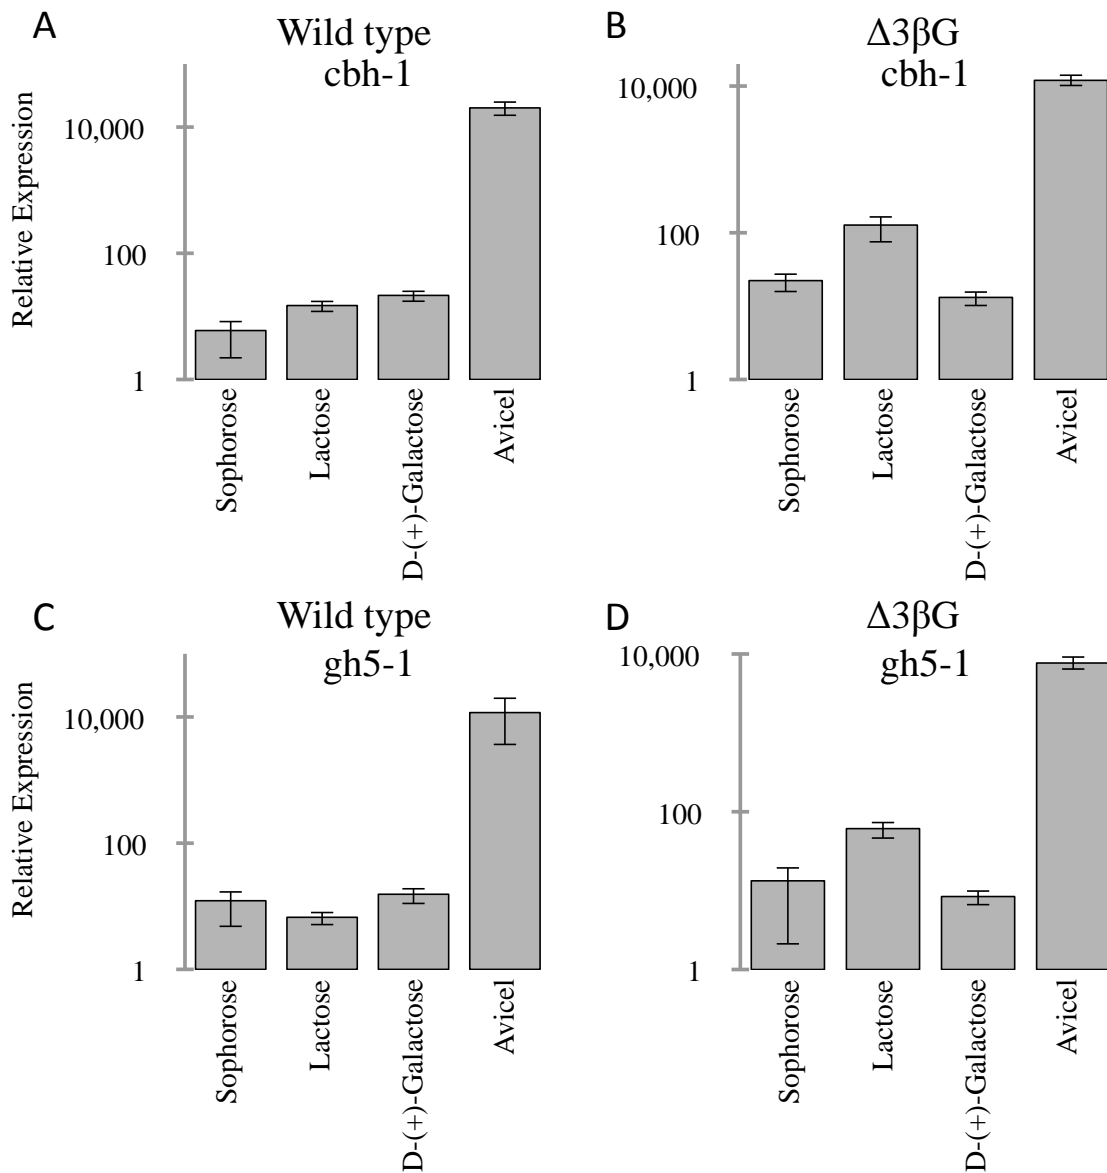 A
Wild type
cbh-1
Relative Expression
10,000
100
1
Sophorose
Lactose
D-(+)-Galactose
Avicel
B
Δ3βG
cbh-1
10,000
100
1
Sophorose
Lactose
D-(+)-Galactose
Avicel
C
Wild type
gh5-1
Relative Expression
10,000
100
1
Sophorose
Lactose
D-(+)-Galactose
Avicel
D
Δ3βG
gh5-1
10,000
100
1
Sophorose
Lactose
D-(+)-Galactose
Avicel